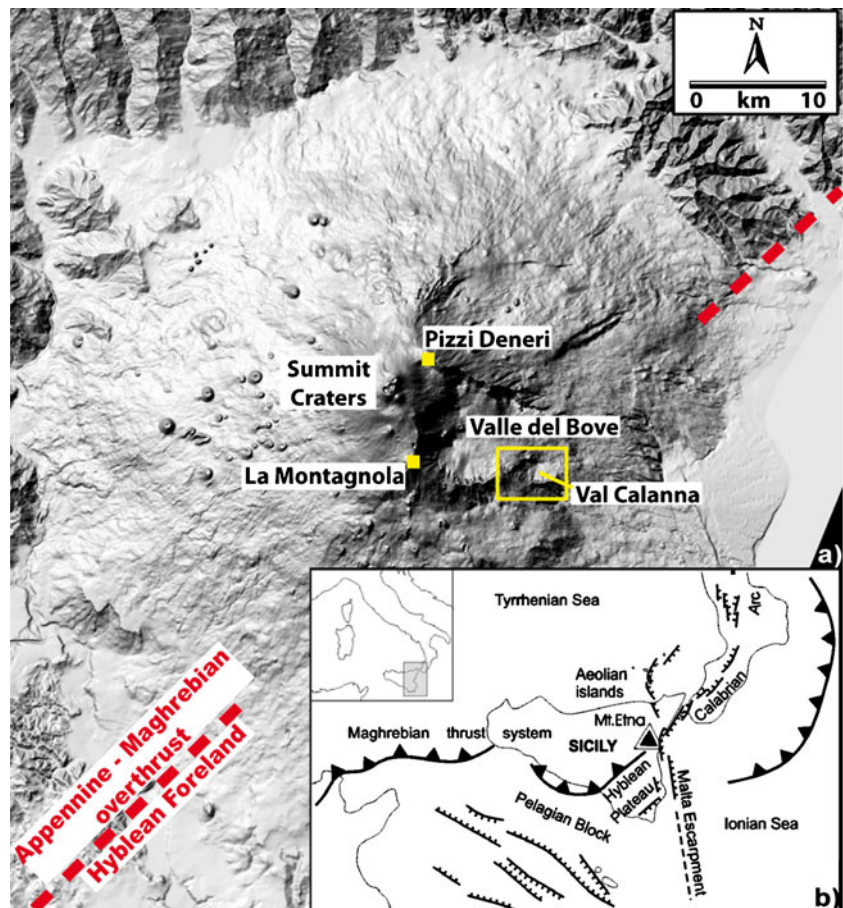 N
0 km 10
Pizzi Deneri
Summit
Craters
Valle del Bove
La Montagnola
Val Calanna
a)
Appennine - Maghrebian
overthrust
Hyblean Foreland
Tyrrhenian Sea
Arc
Calabrian
Aeolian
islands
Mt.Etna
Maghrebian thrust system
SICILY
Hyblean
Plateau
Pelagian Block
Malta Escarpment
Ionian Sea
b)